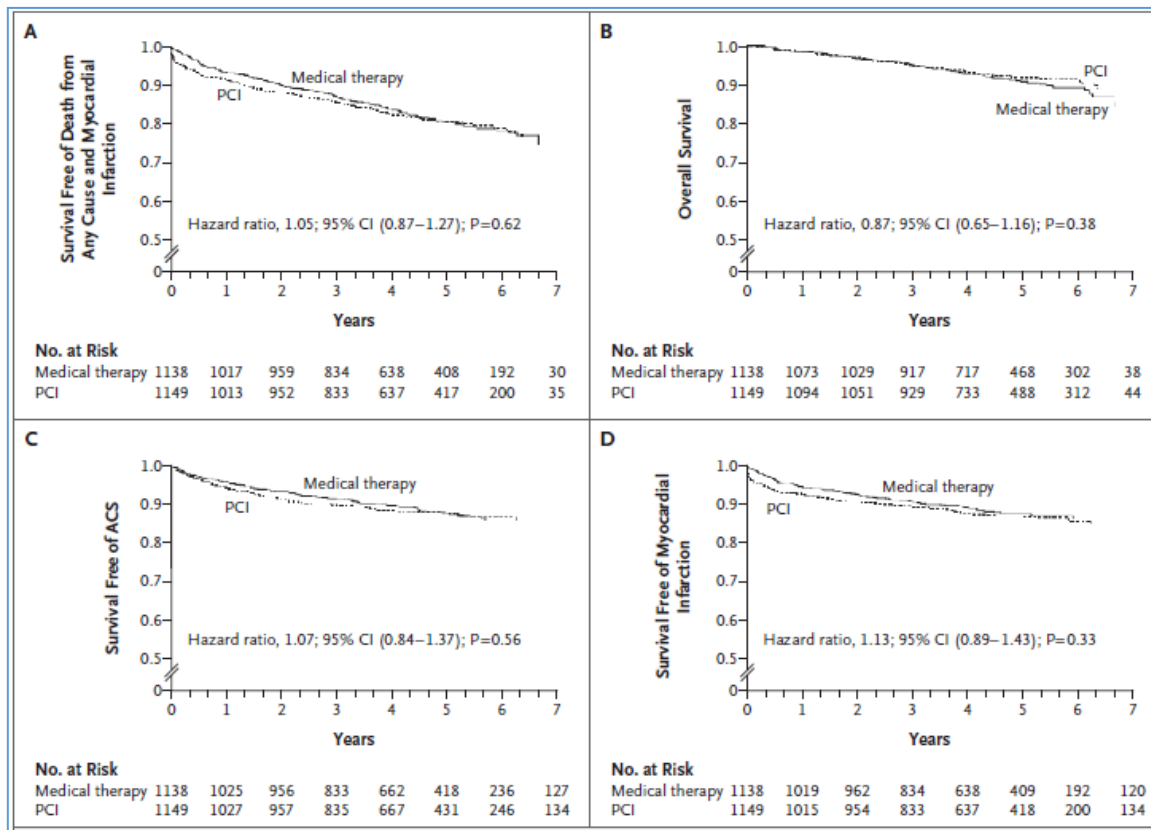 A
Survival Free of Death from
Any Cause and Myocardial
Infarction
1.0
0.9
0.8
0.7
0.6
0.5
0
Medical therapy
PCI
Hazard ratio, 1.05; 95% CI (0.87–1.27); P=0.62
0 1 2 3 4 5 6 7
Years
No. at Risk
Medical therapy 1138 1017 959 834 638 408 192 30
PCI 1149 1013 952 833 637 417 200 35
B
Overall Survival
1.0
0.9
0.8
0.7
0.6
0.5
0
PCI
Medical therapy
Hazard ratio, 0.87; 95% CI (0.65–1.16); P=0.38
0 1 2 3 4 5 6 7
Years
No. at Risk
Medical therapy 1138 1073 1029 917 717 468 302 38
PCI 1149 1094 1051 929 733 488 312 44
C
Survival Free of ACS
1.0
0.9
0.8
0.7
0.6
0.5
0
Medical therapy
PCI
Hazard ratio, 1.07; 95% CI (0.84–1.37); P=0.56
0 1 2 3 4 5 6 7
Years
No. at Risk
Medical therapy 1138 1025 956 833 662 418 236 127
PCI 1149 1027 957 835 667 431 246 134
D
Survival Free of Myocardial
Infarction
1.0
0.9
0.8
0.7
0.6
0.5
0
Medical therapy
PCI
Hazard ratio, 1.13; 95% CI (0.89–1.43); P=0.33
0 1 2 3 4 5 6 7
Years
No. at Risk
Medical therapy 1138 1019 962 834 638 409 192 120
PCI 1149 1015 954 833 637 418 200 134